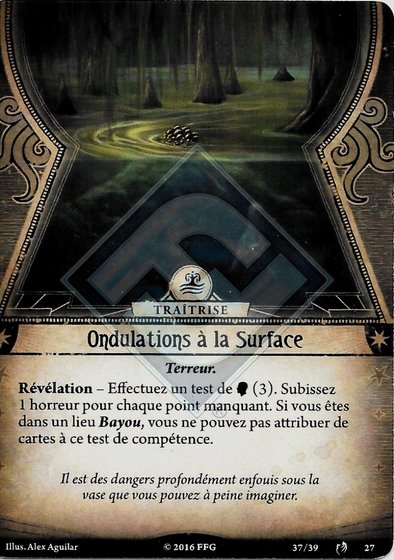 TRAÎTRISE
Ondulations à la Surface
Terreur.
Révélation – Effectuez un test de (3). Subissez
1 horreur pour chaque point manquant. Si vous êtes
dans un lieu Bayou, vous ne pouvez pas attribuer de
cartes à ce test de compétence.
Il est des dangers profondément enfouis sous la
vase que vous pouvez à peine imaginer.
Illus. Alex Aguilar © 2016 FFG 37/39 27